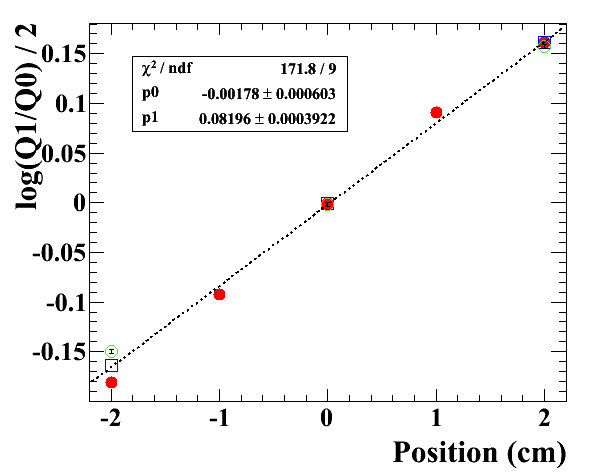 log(Q1/Q0) / 2
0.15
0.1
0.05
0
-0.05
-0.1
-0.15
χ² / ndf 171.8 / 9
p0 -0.00178 ± 0.000603
p1 0.08196 ± 0.0003922
-2 -1 0 1 2
Position (cm)